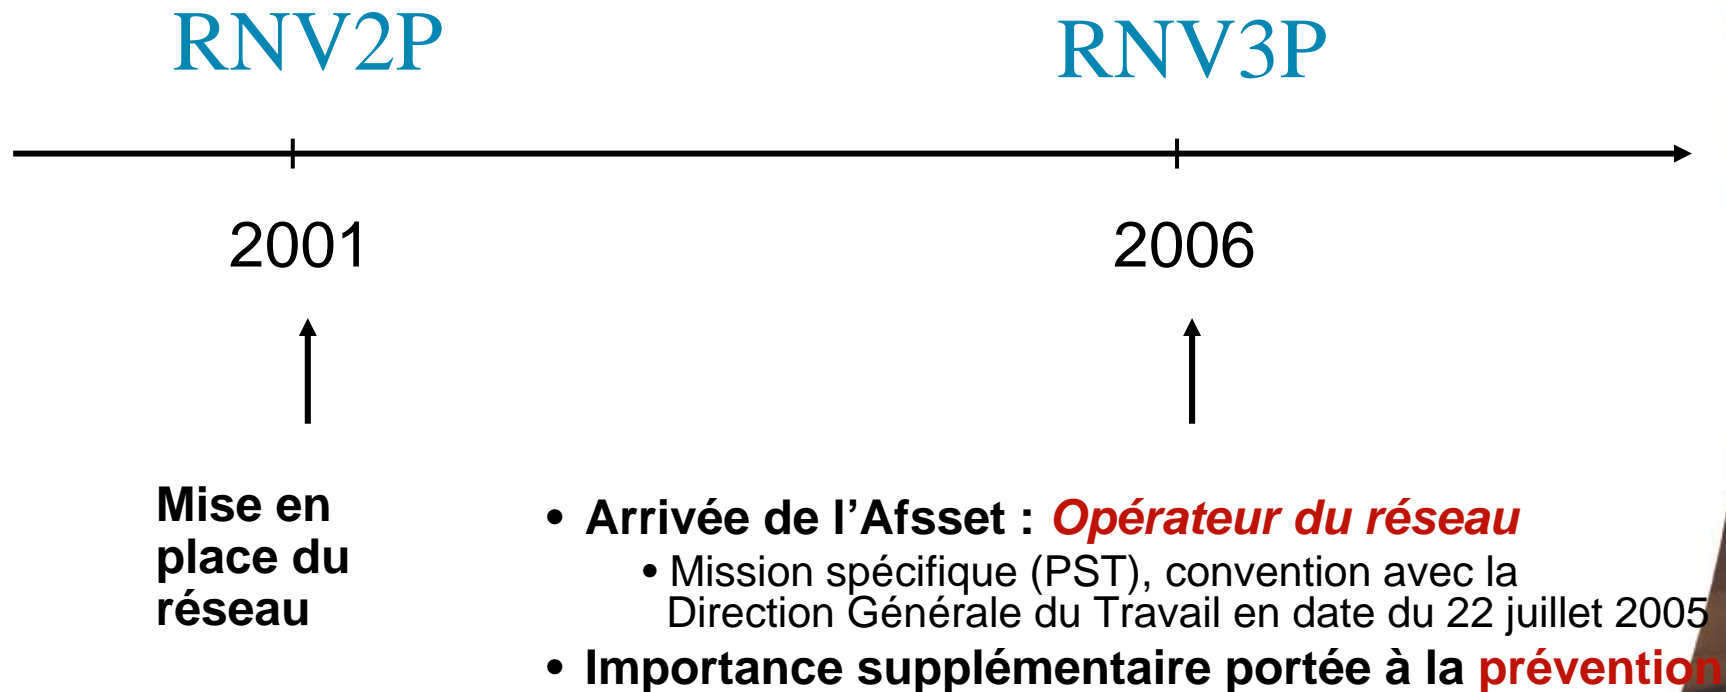 RNV2P
RNV3P
2001
2006
Mise en
place du
réseau
• Arrivée de l’Afsset : Opérateur du réseau
• Mission spécifique (PST), convention avec la
Direction Générale du Travail en date du 22 juillet 2005
• Importance supplémentaire portée à la prévention